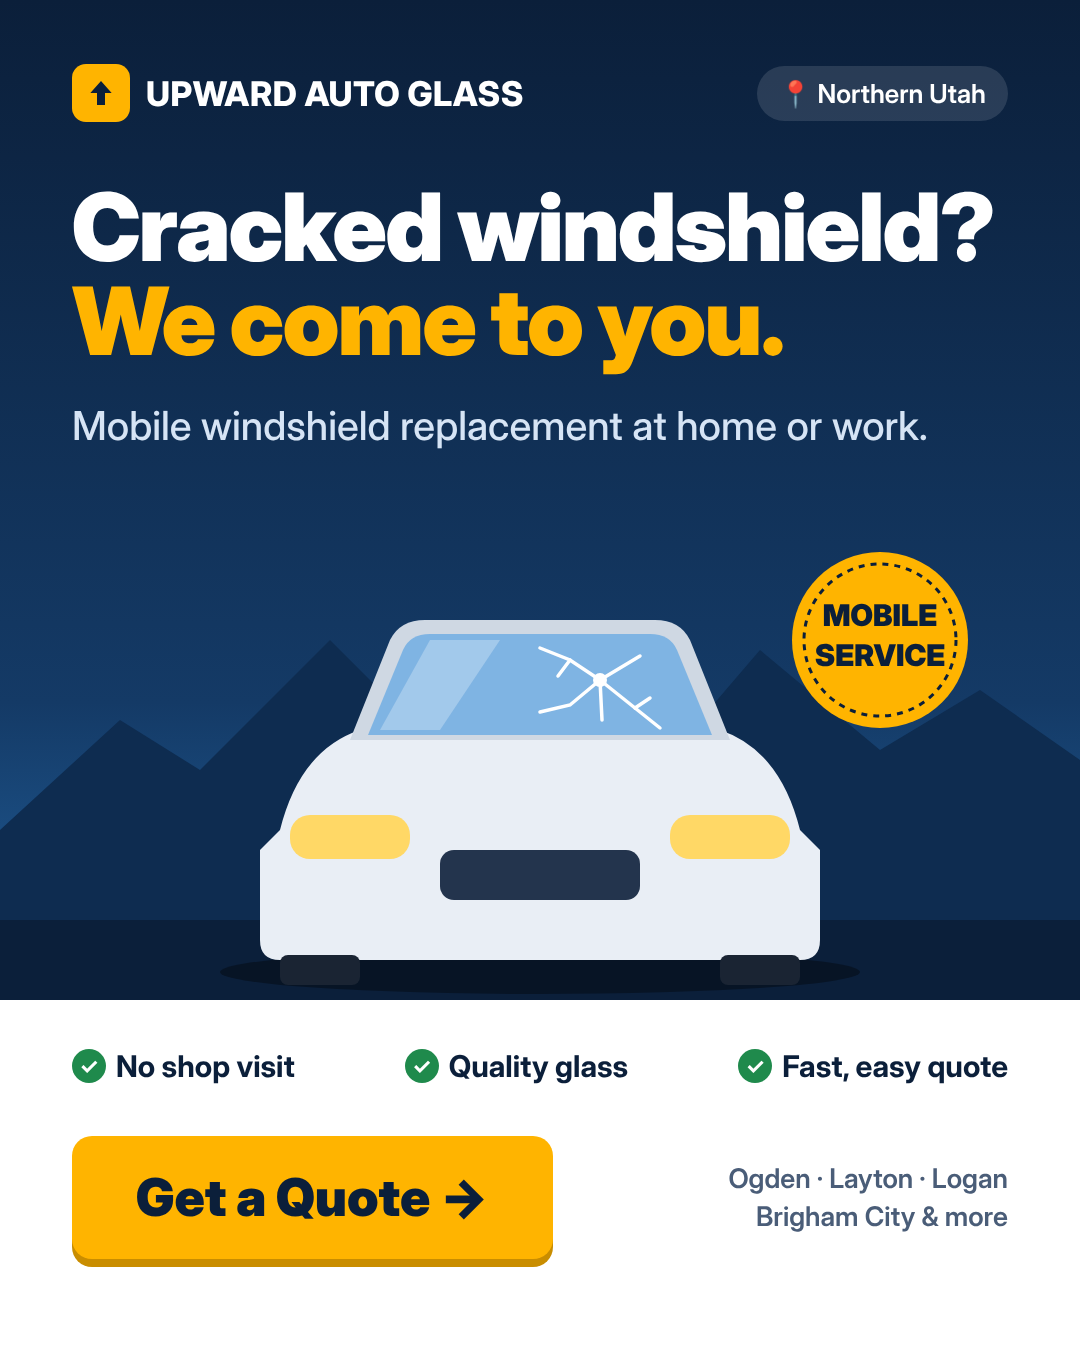 UPWARD AUTO GLASS
📍 Northern Utah
Cracked windshield?
We come to you.
Mobile windshield replacement at home or work.
MOBILE
SERVICE
No shop visit
Quality glass
Fast, easy quote
Get a Quote →
Ogden · Layton · Logan
Brigham City & more